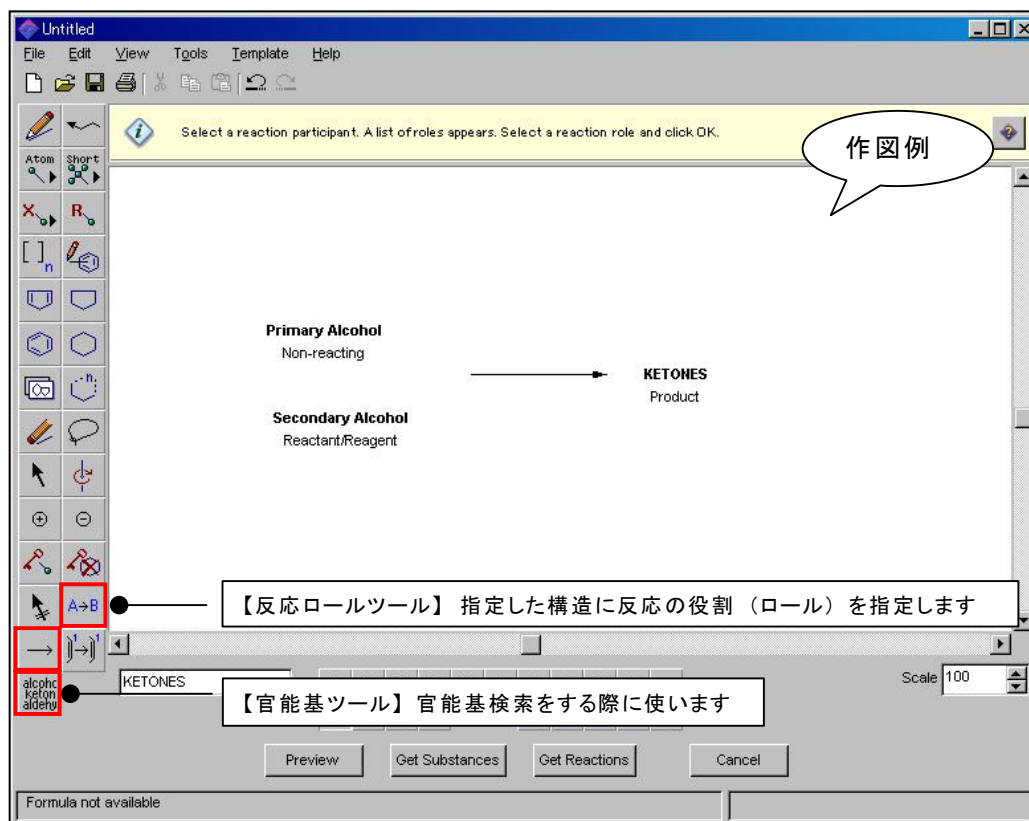 Untitled
File Edit View Tools Template Help
Select a reaction participant. A list of roles appears. Select a reaction role and click OK.
作図例
Atom Short
X R
[ ]n
n
Primary Alcohol
Non-reacting
KETONES
Product
Secondary Alcohol
Reactant/Reagent
A→B
【反応ロールツール】 指定した構造に反応の役割 (ロール) を指定します
alcoho
keton
aldehy
KETONES
Scale 100
【官能基ツール】 官能基検索をする際に使います
Preview Get Substances Get Reactions Cancel
Formula not available